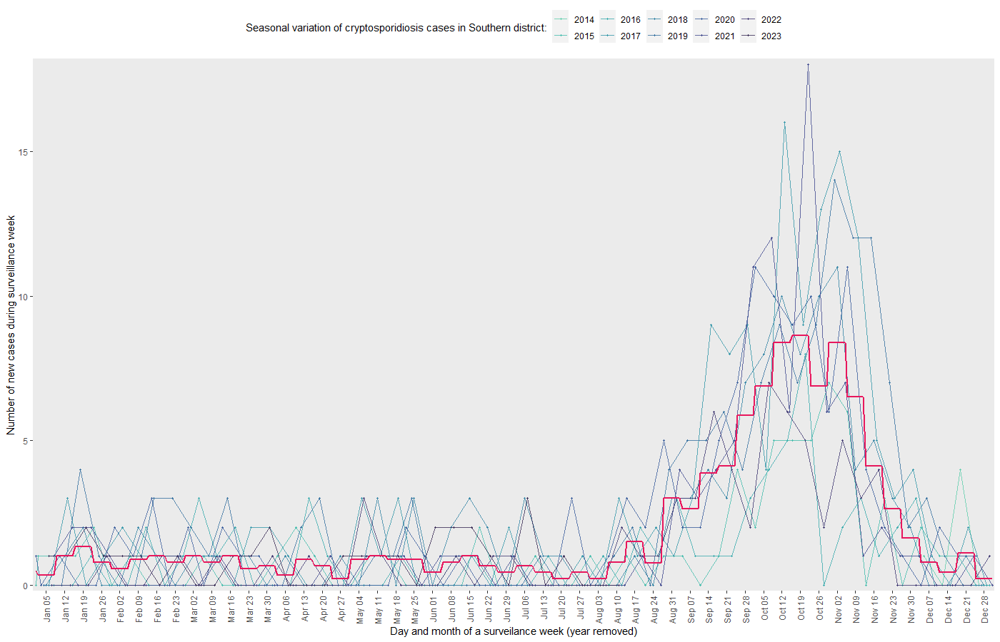 Seasonal variation of cryptosporidiosis cases in Southern district:
2014 2016 2018 2020 2022
2015 2017 2019 2021 2023
Number of new cases during surveillance week
15
10
5
0
Jan 05 Jan 12 Jan 19 Jan 26 Feb 02 Feb 09 Feb 16 Feb 23 Mar 02 Mar 09 Mar 16 Mar 23 Mar 30 Apr 06 Apr 13 Apr 20 Apr 27 May 04 May 11 May 18 May 25 Jun 01 Jun 08 Jun 15 Jun 22 Jun 29 Jul 06 Jul 13 Jul 20 Jul 27 Aug 03 Aug 10 Aug 17 Aug 24 Aug 31 Sep 07 Sep 14 Sep 21 Sep 28 Oct 05 Oct 12 Oct 19 Oct 26 Nov 02 Nov 09 Nov 16 Nov 23 Nov 30 Dec 07 Dec 14 Dec 21 Dec 28
Day and month of a surveilance week (year removed)